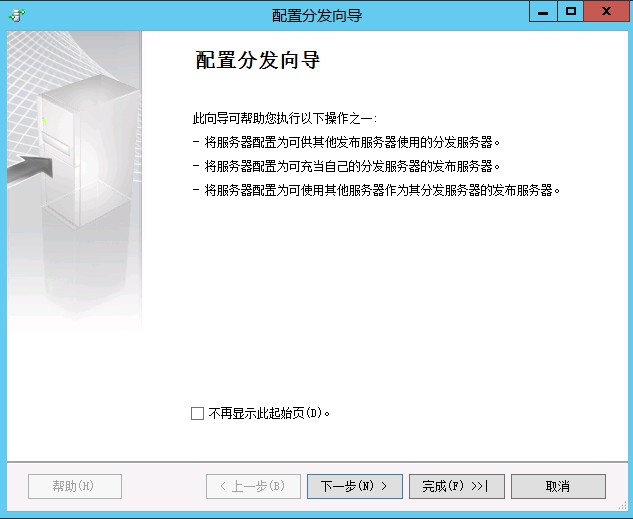 配置分发向导
配置分发向导
此向导可帮助您执行以下操作之一:
- 将服务器配置为可供其他发布服务器使用的分发服务器。
- 将服务器配置为可充当自己的分发服务器的发布服务器。
- 将服务器配置为可使用其他服务器作为其分发服务器的发布服务器。
不再显示此起始页(D)。
帮助(H) < 上一步(B) 下一步(N) > 完成(F) >>| 取消